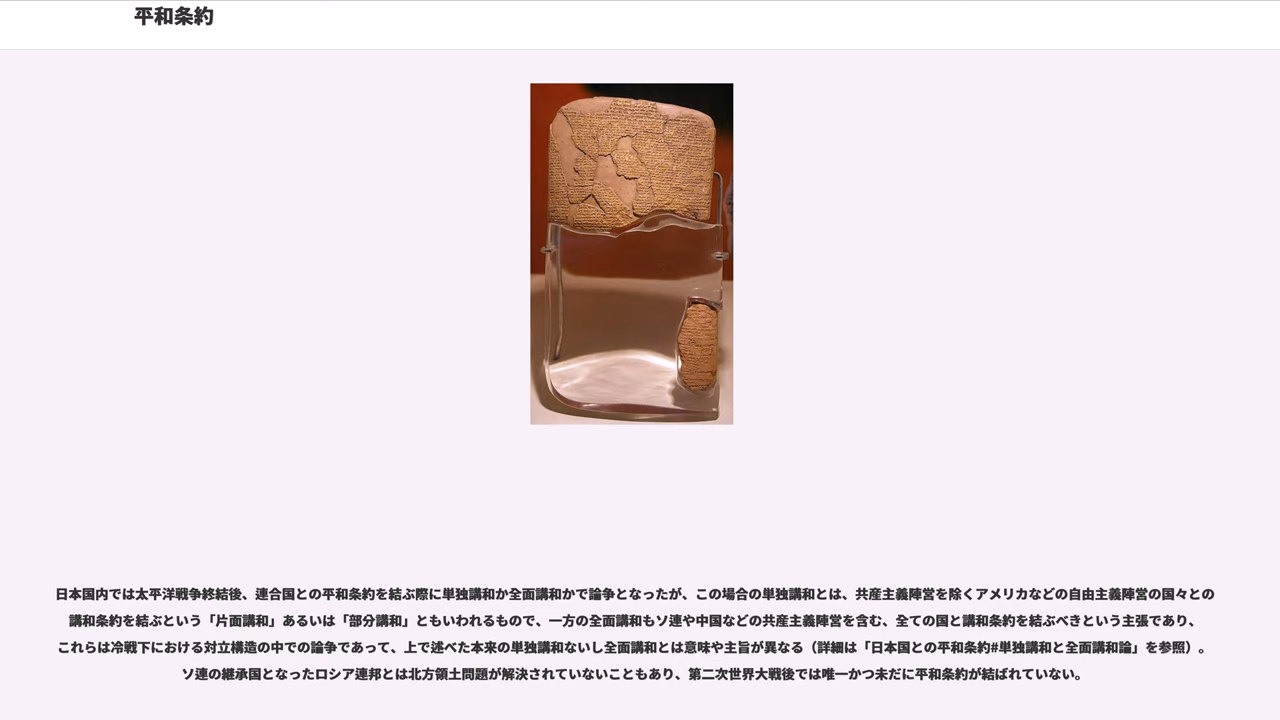 平和条約
日本国内では太平洋戦争終結後、連合国との平和条約を結ぶ際に単独講和か全面講和かで論争となったが、この場合の単独講和とは、共産主義陣営を除くアメリカなどの自由主義陣営の国々との
講和条約を結ぶという「片面講和」あるいは「部分講和」ともいわれるもので、一方の全面講和もソ連や中国などの共産主義陣営を含む、全ての国と講和条約を結ぶべきという主張であり、
これらは冷戦下における対立構造の中での論争であって、上で述べた本来の単独講和ないし全面講和とは意味や主旨が異なる（詳細は「日本国との平和条約#単独講和と全面講和論」を参照）。
ソ連の継承国となったロシア連邦とは北方領土問題が解決されていないこともあり、第二次世界大戦後では唯一かつ未だに平和条約が結ばれていない。